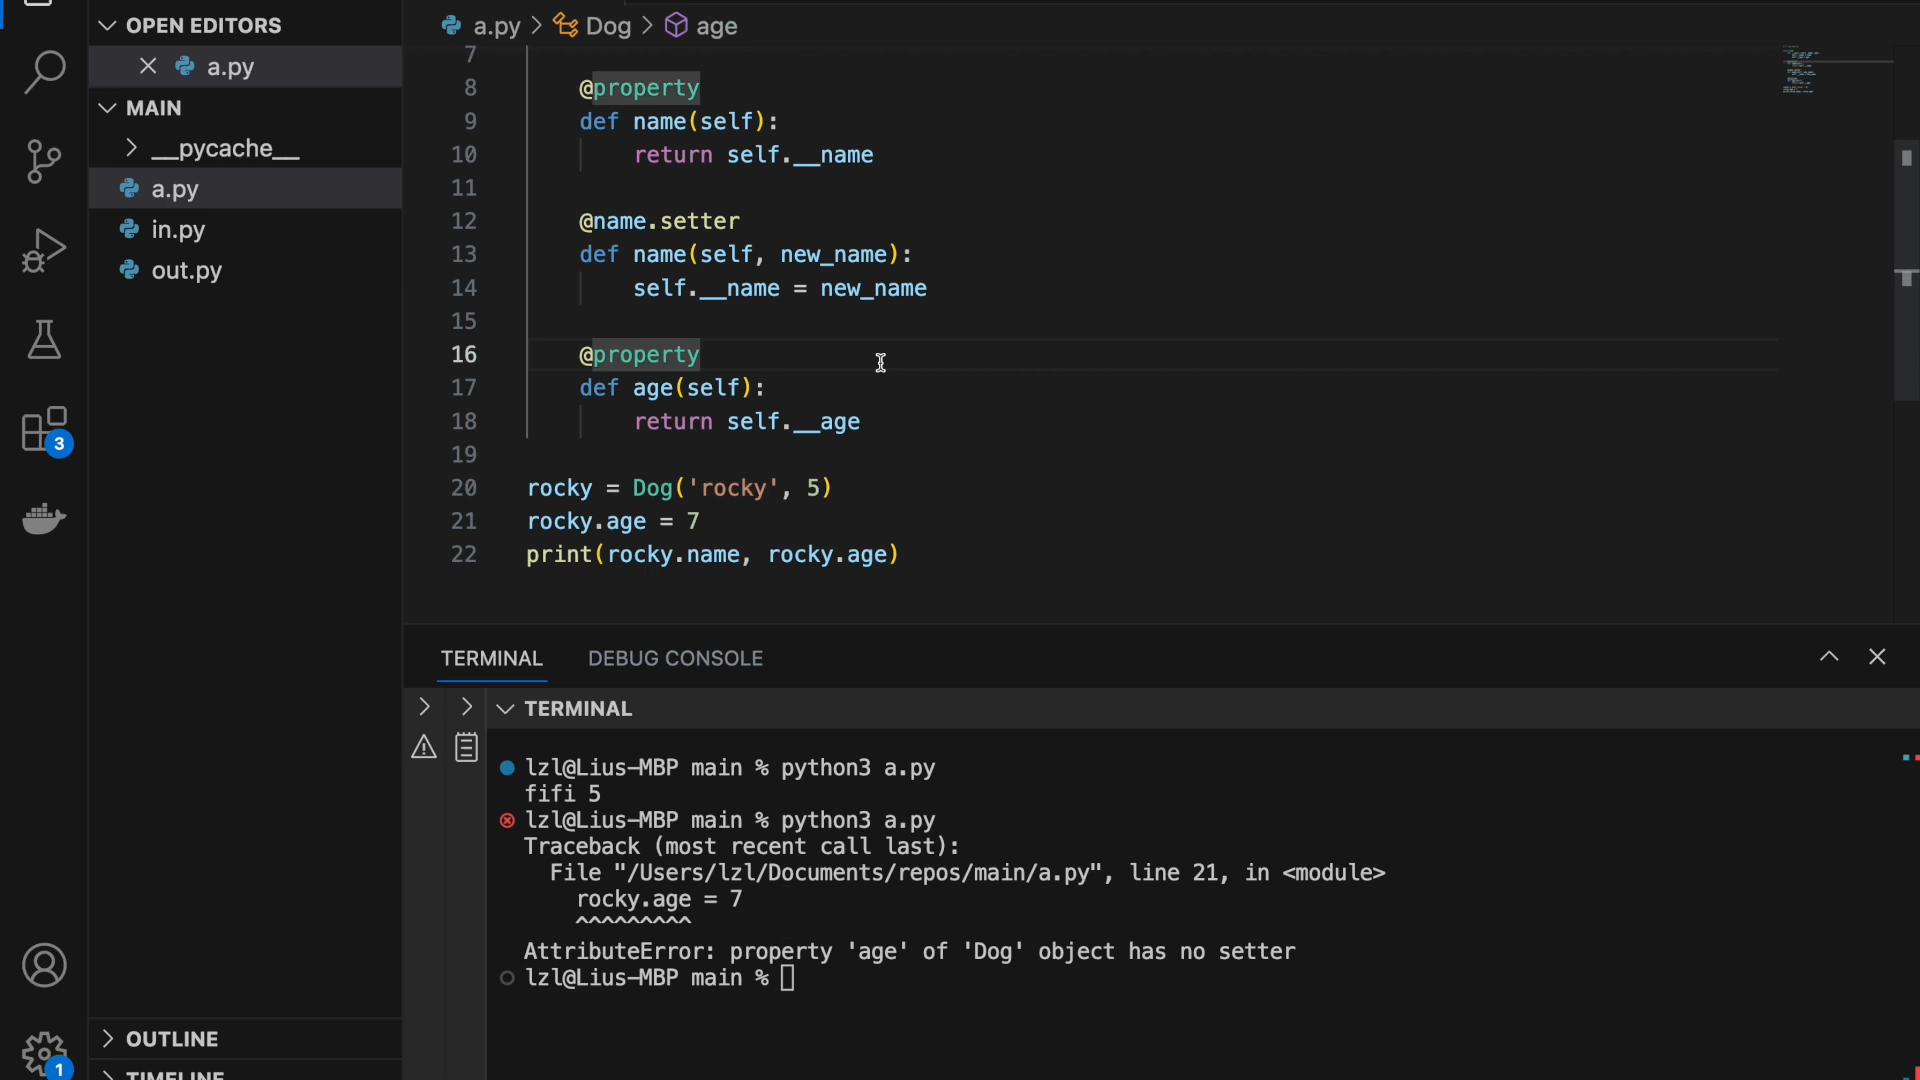 OPEN EDITORS
a.py
MAIN
__pycache__
a.py
in.py
out.py
3
1
OUTLINE
a.py > Dog > age
7
8 @property
9 def name(self):
10 return self.__name
11
12 @name.setter
13 def name(self, new_name):
14 self.__name = new_name
15
16 @property
17 def age(self):
18 return self.__age
19
20 rocky = Dog('rocky', 5)
21 rocky.age = 7
22 print(rocky.name, rocky.age)
TERMINAL DEBUG CONSOLE
TERMINAL
lzl@Lius-MBP main % python3 a.py
fifi 5
lzl@Lius-MBP main % python3 a.py
Traceback (most recent call last):
File "/Users/lzl/Documents/repos/main/a.py", line 21, in <module>
rocky.age = 7
^^^^^^^^^
AttributeError: property 'age' of 'Dog' object has no setter
lzl@Lius-MBP main %
TIMELINE